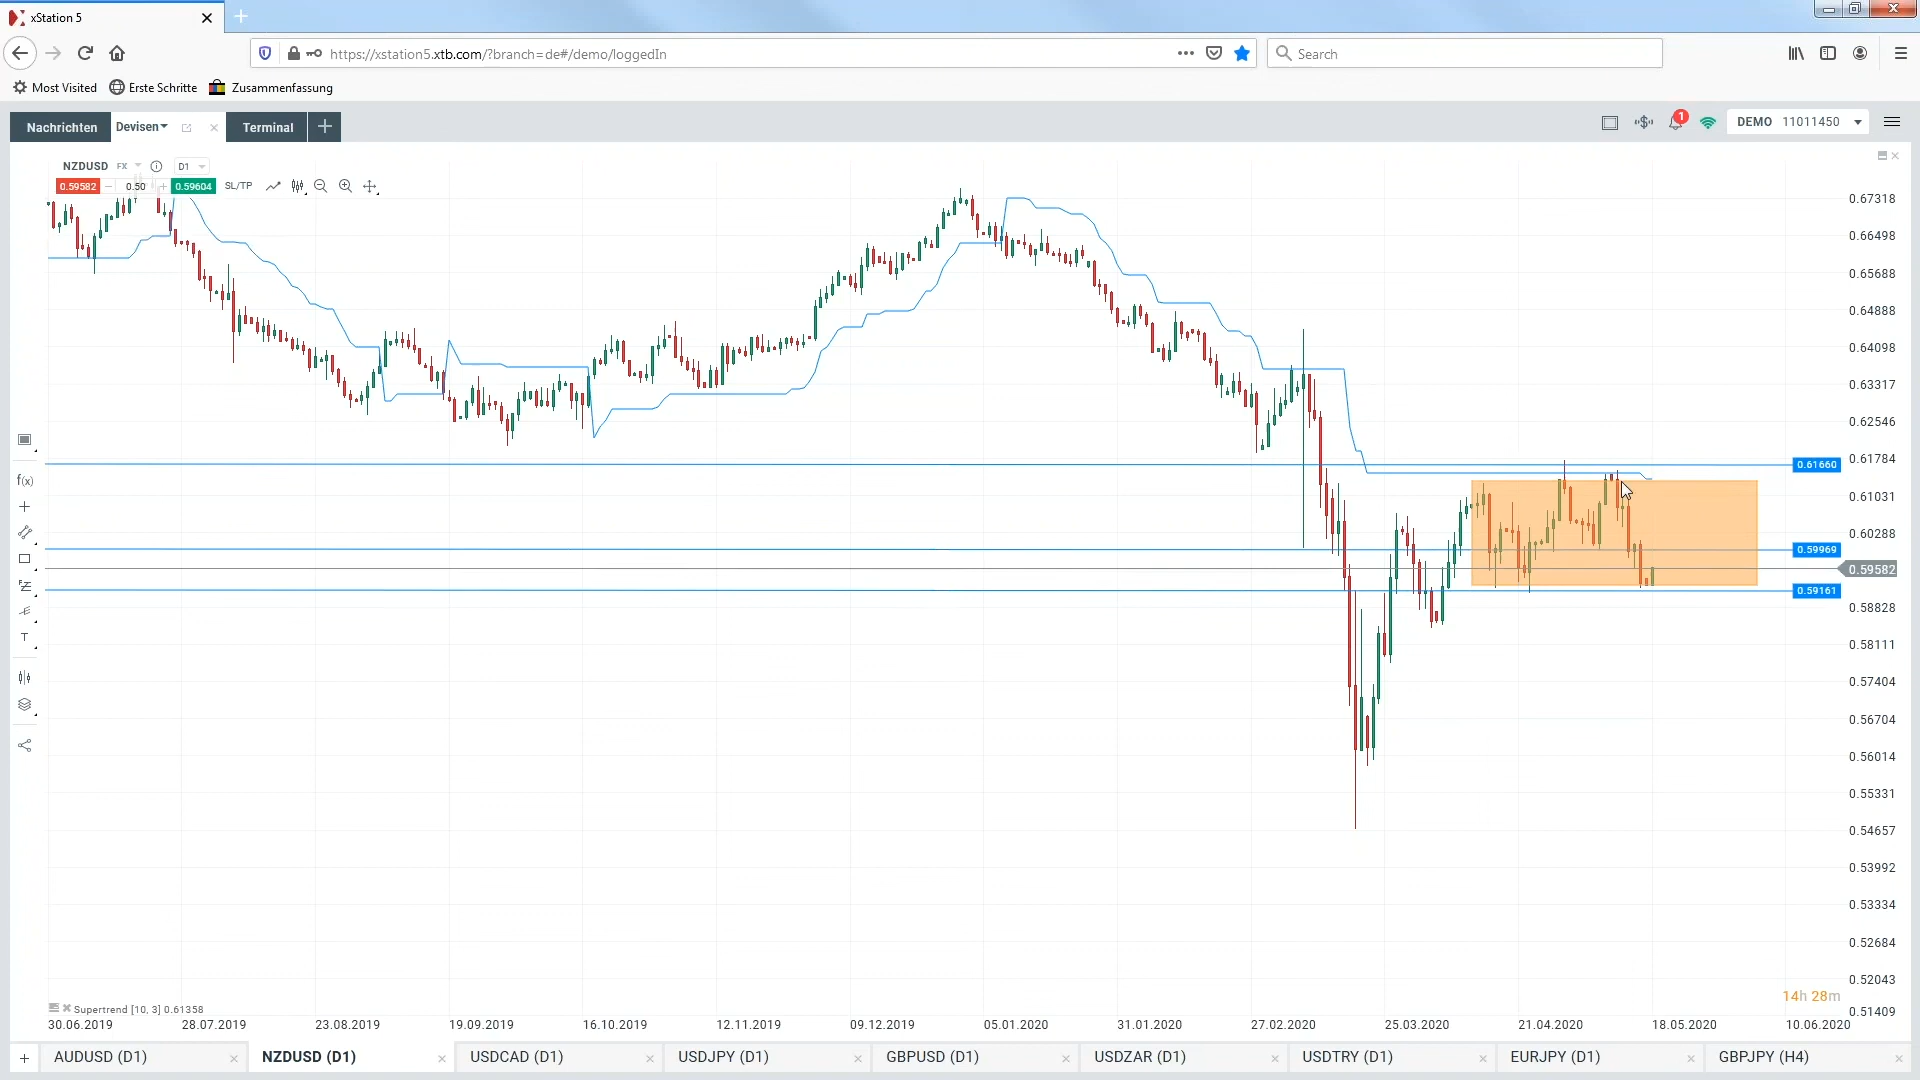 xStation 5
https://xstation5.xtb.com/?branch=de#/demo/loggedIn
Search
Most Visited
Erste Schritte
Zusammenfassung
Nachrichten
Devisen
Terminal
1
DEMO 11011450
NZDUSD FX
D1
0.59582
0.50
0.59604
SL/TP
0.67318
0.66498
0.65688
0.64888
0.64098
0.63317
0.62546
0.61784
0.61660
0.61031
0.60288
0.59969
0.59582
0.59161
0.58828
0.58111
0.57404
0.56704
0.56014
0.55331
0.54657
0.53992
0.53334
0.52684
0.52043
0.51409
f(x)
T
14h 28m
Supertrend [10, 3] 0.61358
30.06.2019
28.07.2019
23.08.2019
19.09.2019
16.10.2019
12.11.2019
09.12.2019
05.01.2020
31.01.2020
27.02.2020
25.03.2020
21.04.2020
18.05.2020
10.06.2020
AUDUSD (D1)
NZDUSD (D1)
USDCAD (D1)
USDJPY (D1)
GBPUSD (D1)
USDZAR (D1)
USDTRY (D1)
EURJPY (D1)
GBPJPY (H4)